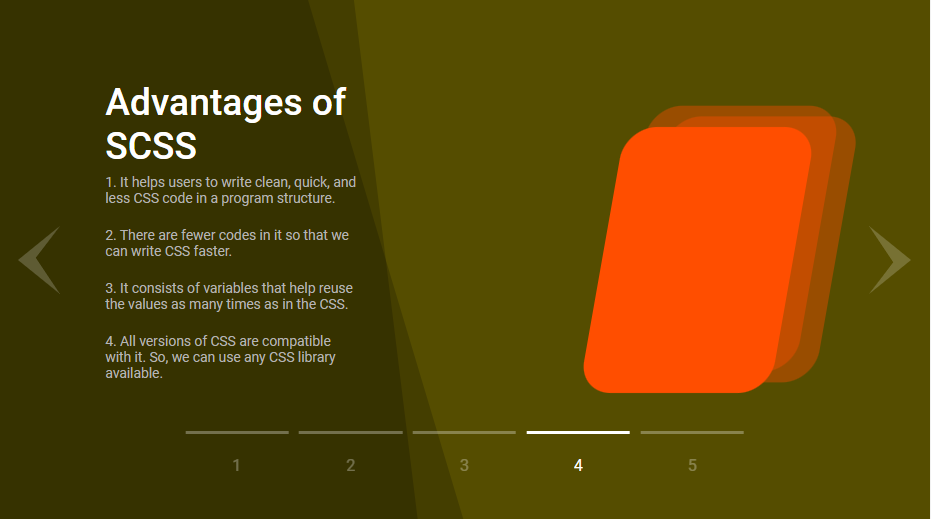 Advantages of
SCSS
1. It helps users to write clean, quick, and
less CSS code in a program structure.
2. There are fewer codes in it so that we
can write CSS faster.
3. It consists of variables that help reuse
the values as many times as in the CSS.
4. All versions of CSS are compatible
with it. So, we can use any CSS library
available.
1 2 3 4 5